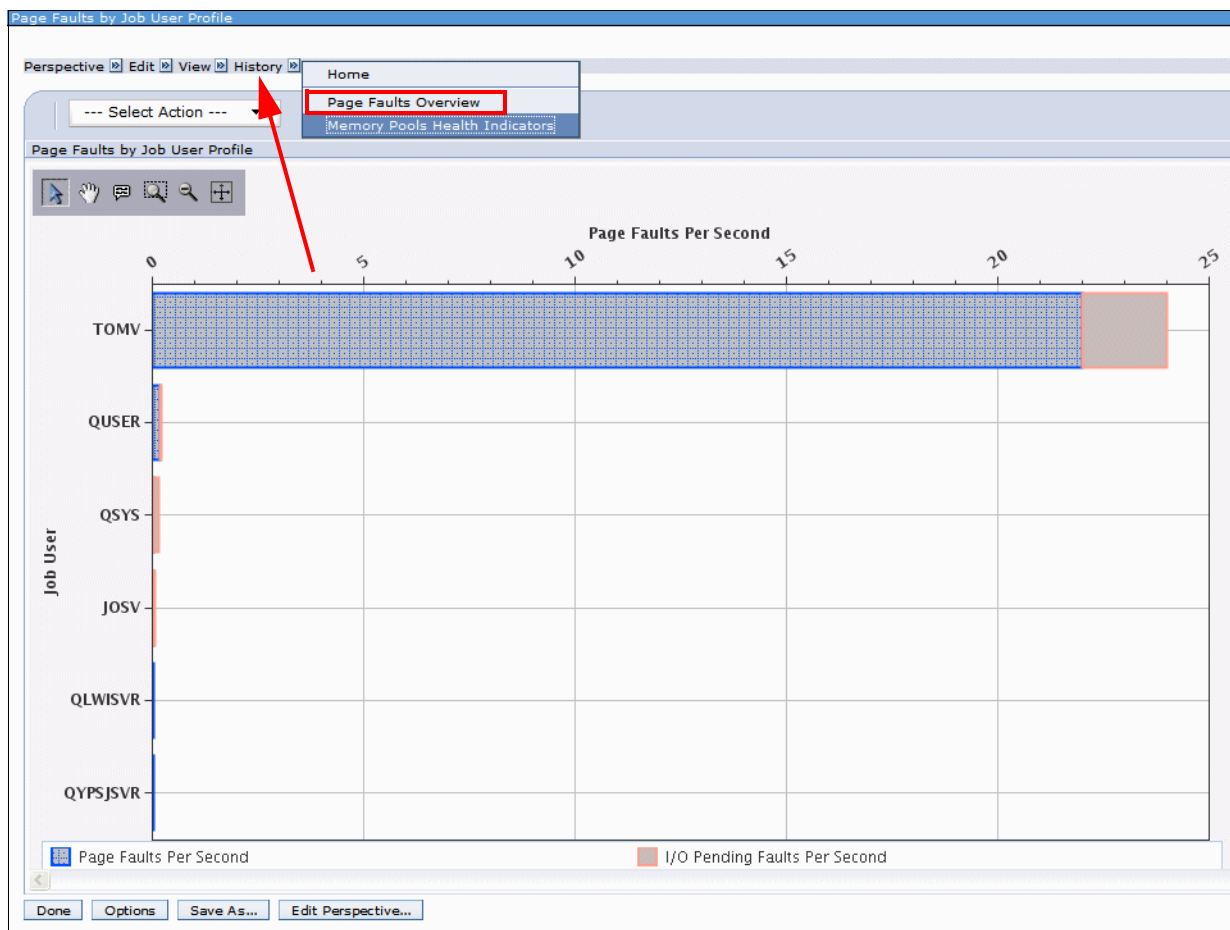 Page Faults by Job User Profile
Perspective Edit View History
Home
Page Faults Overview
Memory Pools Health Indicators
--- Select Action ---
Page Faults by Job User Profile
Page Faults Per Second
0 5 10 15 20 25
TOMV
QUSER
QSYS
JOSV
QLWISVR
QYPSJSVR
Job User
Page Faults Per Second
I/O Pending Faults Per Second
Done Options Save As... Edit Perspective...